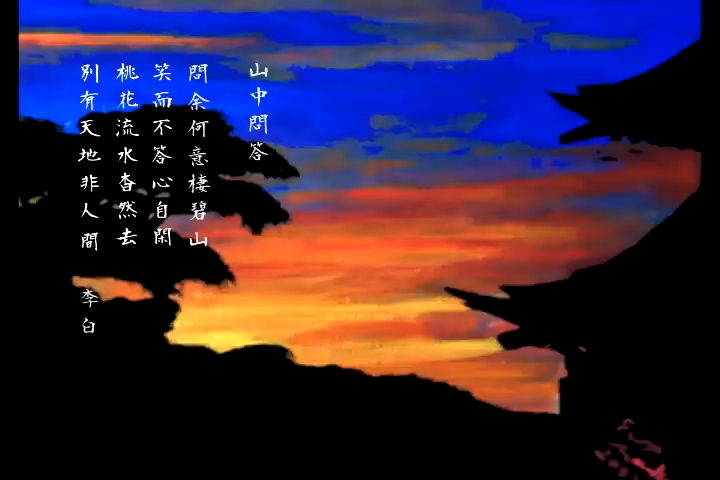 山中問答
問余何意棲碧山
笑而不答心自閑
桃花流水杳然去
別有天地非人間
李白